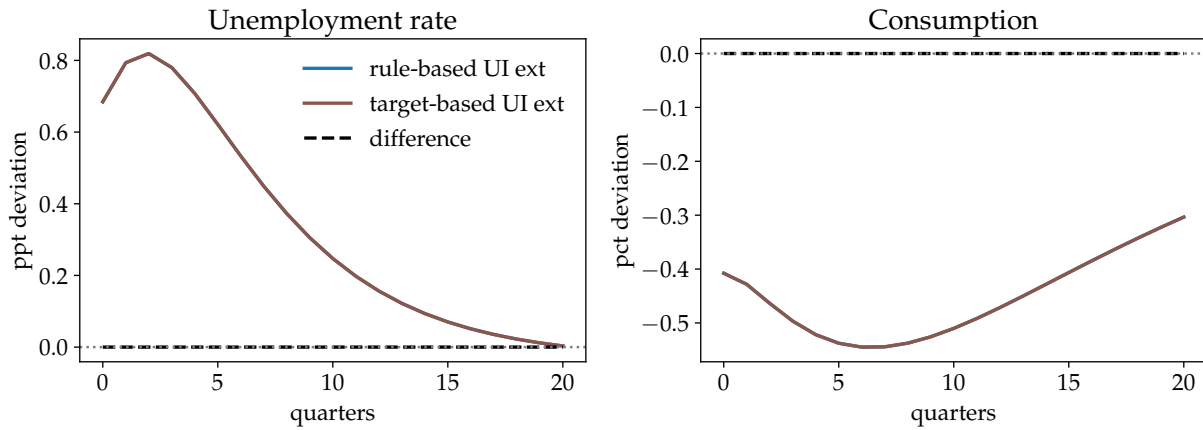 Unemployment rate
ppt deviation
0.8
0.6
0.4
0.2
0.0
rule-based UI ext
target-based UI ext
difference
0 5 10 15 20
quarters
Consumption
pct deviation
0.0
−0.1
−0.2
−0.3
−0.4
−0.5
0 5 10 15 20
quarters